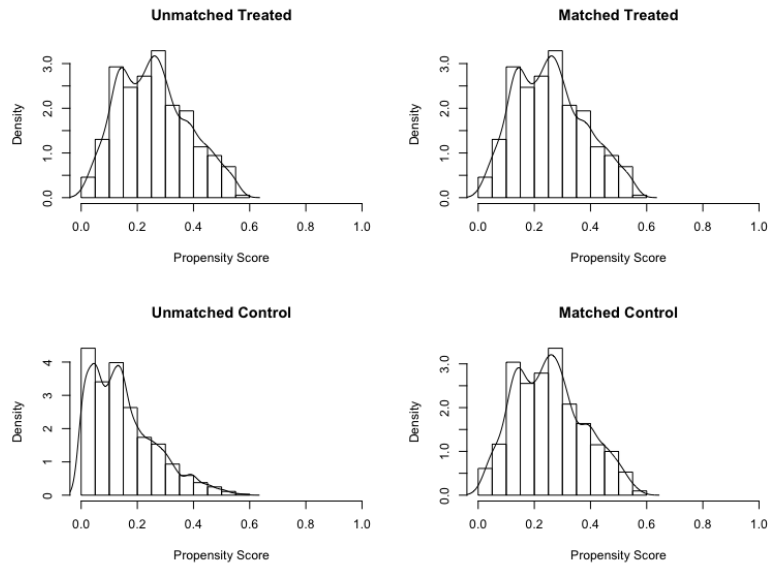 Unmatched Treated
Density
0.0 1.0 2.0 3.0
0.0 0.2 0.4 0.6 0.8 1.0
Propensity Score
Matched Treated
Density
0.0 1.0 2.0 3.0
0.0 0.2 0.4 0.6 0.8 1.0
Propensity Score
Unmatched Control
Density
0 1 2 3 4
0.0 0.2 0.4 0.6 0.8 1.0
Propensity Score
Matched Control
Density
0.0 1.0 2.0 3.0
0.0 0.2 0.4 0.6 0.8 1.0
Propensity Score